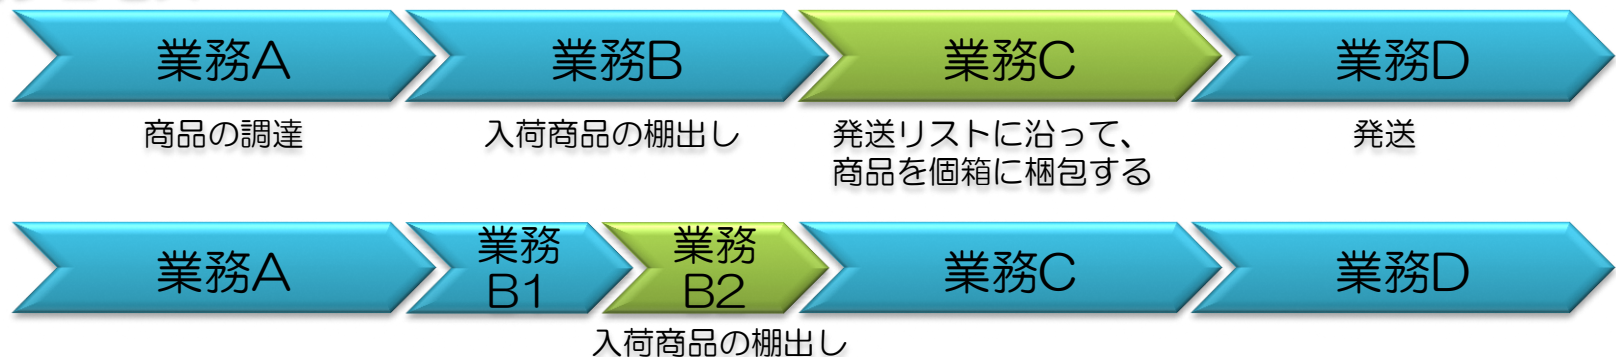 業務A
業務B
業務C
業務D
商品の調達
入荷商品の棚出し
発送リストに沿って、
商品を個箱に梱包する
発送
業務A
業務
B1
業務
B2
業務C
業務D
入荷商品の棚出し